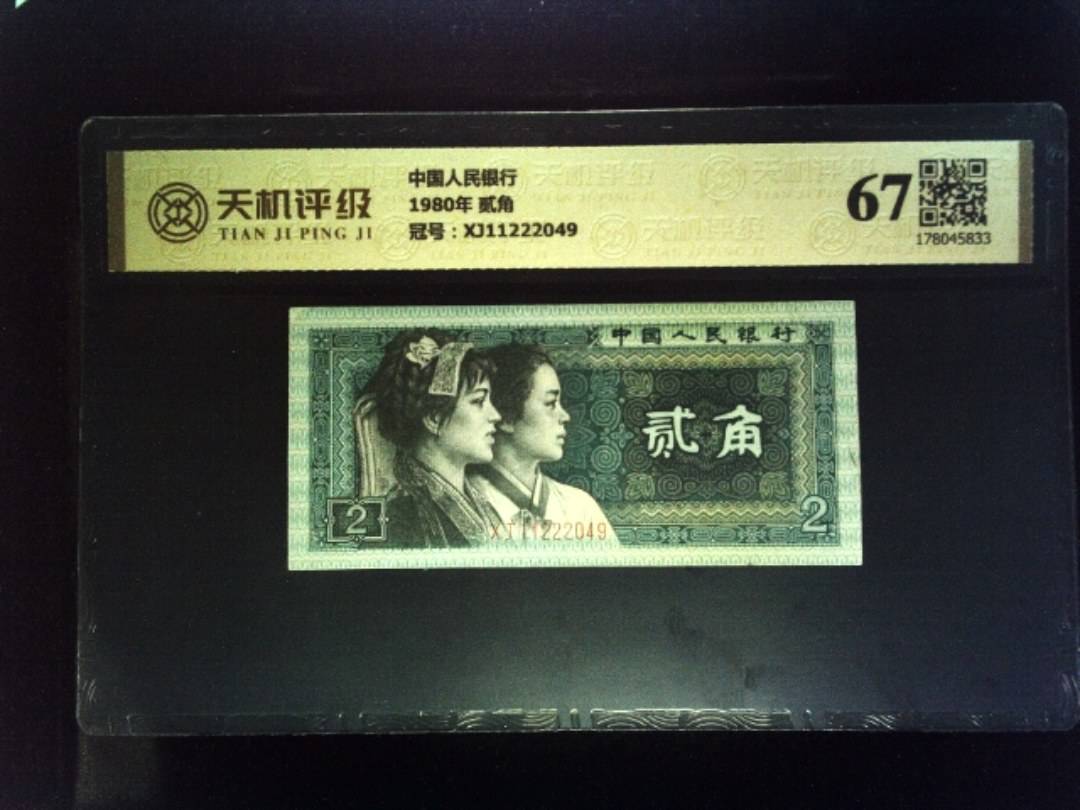 天机评级
TIAN JI PING JI
中国人民银行
1980年 贰角
冠号：XJ11222049
67
178045833
中国人民银行
贰角
2
XJ11222049
2